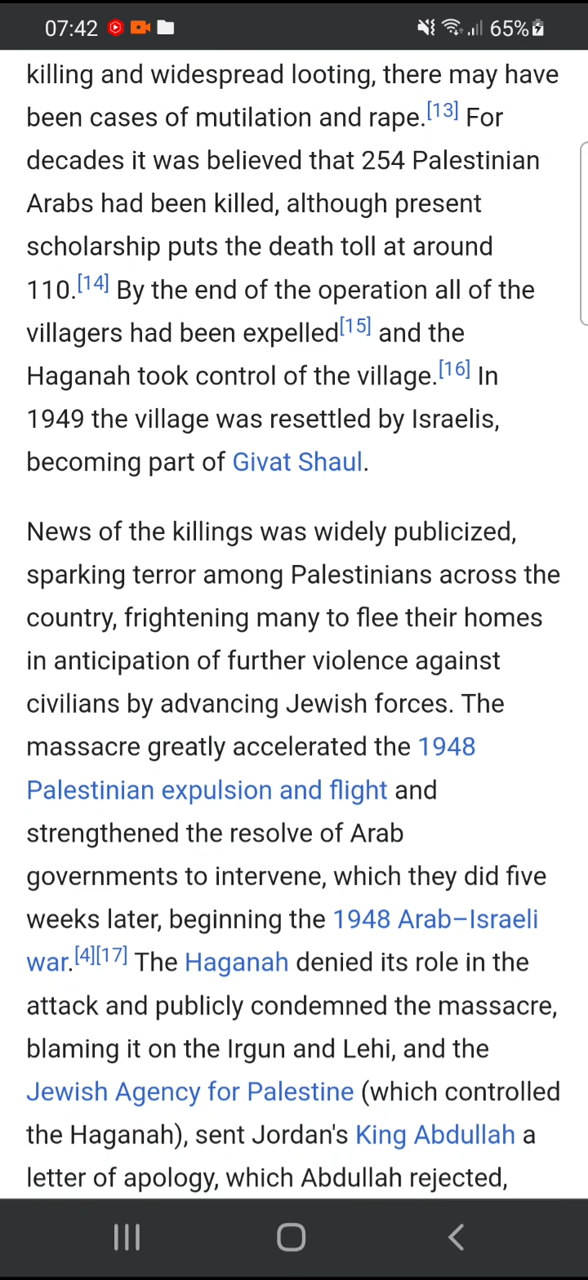 07:42 65%
killing and widespread looting, there may have
been cases of mutilation and rape.[13] For
decades it was believed that 254 Palestinian
Arabs had been killed, although present
scholarship puts the death toll at around
110.[14] By the end of the operation all of the
villagers had been expelled[15] and the
Haganah took control of the village.[16] In
1949 the village was resettled by Israelis,
becoming part of Givat Shaul.
News of the killings was widely publicized,
sparking terror among Palestinians across the
country, frightening many to flee their homes
in anticipation of further violence against
civilians by advancing Jewish forces. The
massacre greatly accelerated the 1948
Palestinian expulsion and flight and
strengthened the resolve of Arab
governments to intervene, which they did five
weeks later, beginning the 1948 Arab–Israeli
war.[4][17] The Haganah denied its role in the
attack and publicly condemned the massacre,
blaming it on the Irgun and Lehi, and the
Jewish Agency for Palestine (which controlled
the Haganah), sent Jordan's King Abdullah a
letter of apology, which Abdullah rejected,